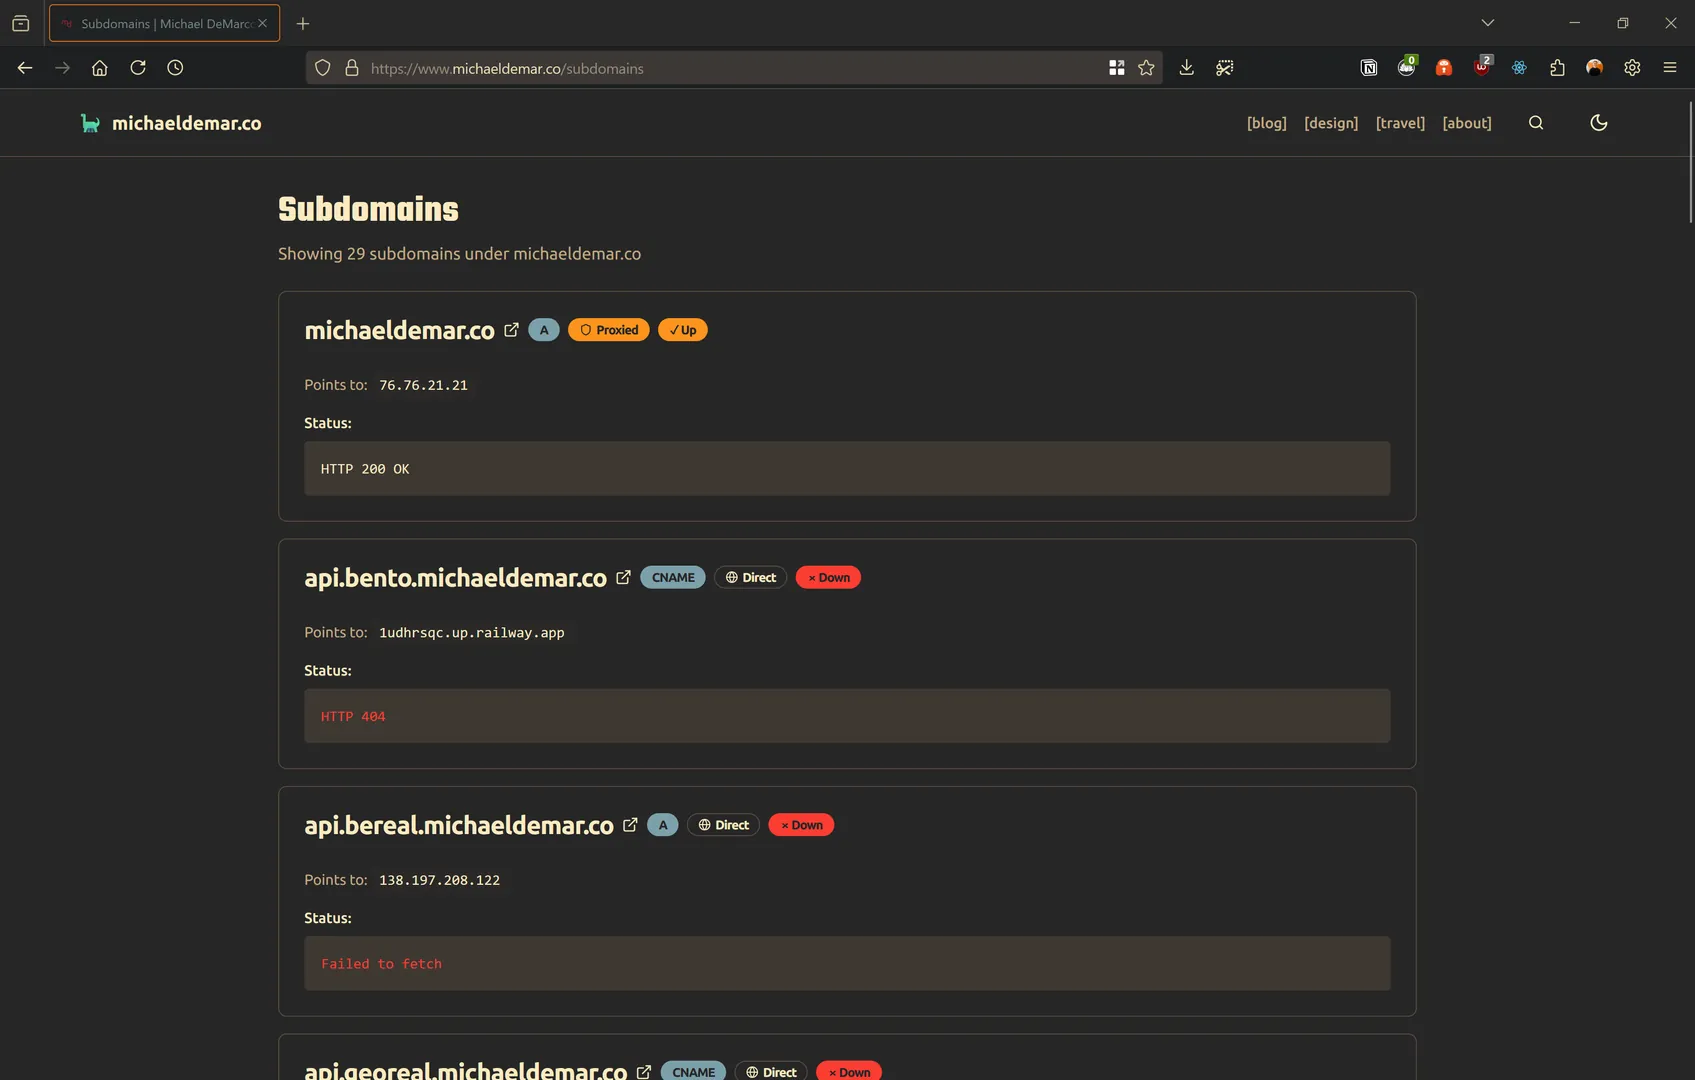 Subdomains | Michael DeMarc
https://www.michaeldemar.co/subdomains
0
2
michaeldemar.co
[blog] [design] [travel] [about]
Subdomains
Showing 29 subdomains under michaeldemar.co
michaeldemar.co A Proxied ✓ Up
Points to: 76.76.21.21
Status:
HTTP 200 OK
api.bento.michaeldemar.co CNAME Direct × Down
Points to: 1udhrsqc.up.railway.app
Status:
HTTP 404
api.bereal.michaeldemar.co A Direct × Down
Points to: 138.197.208.122
Status:
Failed to fetch
api.georeal.michaeldemar.co CNAME Direct × Down